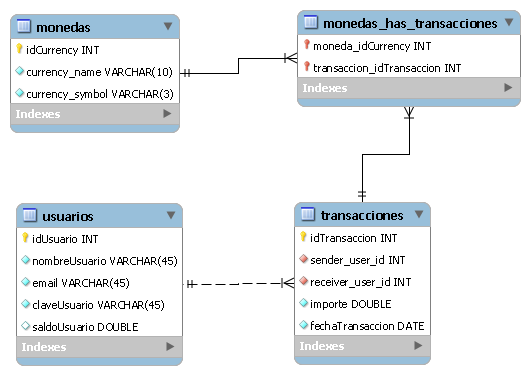 monedas
idCurrency INT
currency_name VARCHAR(10)
currency_symbol VARCHAR(3)
Indexes
monedas_has_transacciones
moneda_idCurrency INT
transaccion_idTransaccion INT
Indexes
usuarios
idUsuario INT
nombreUsuario VARCHAR(45)
email VARCHAR(45)
claveUsuario VARCHAR(45)
saldoUsuario DOUBLE
Indexes
transacciones
idTransaccion INT
sender_user_id INT
receiver_user_id INT
importe DOUBLE
fechaTransaccion DATE
Indexes